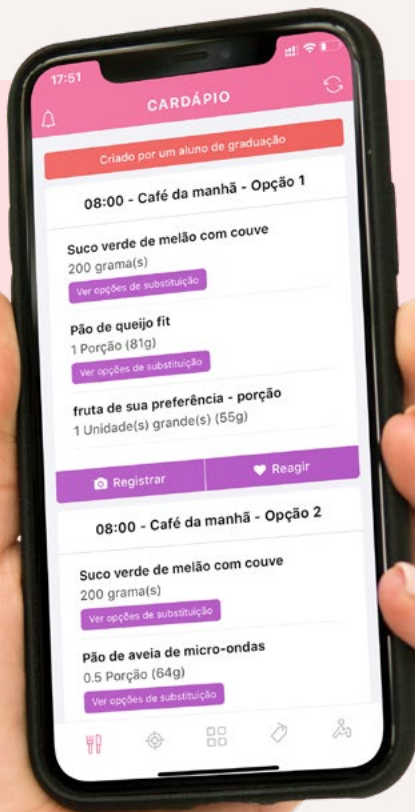 17:51
CARDÁPIO
Criado por um aluno de graduação
08:00 - Café da manhã - Opção 1
Suco verde de melão com couve
200 grama(s)
Ver opções de substituição
Pão de queijo fit
1 Porção (81g)
Ver opções de substituição
fruta de sua preferência - porção
1 Unidade(s) grande(s) (55g)
Registrar
Reagir
08:00 - Café da manhã - Opção 2
Suco verde de melão com couve
200 grama(s)
Ver opções de substituição
Pão de aveia de micro-ondas
0.5 Porção (64g)
Ver opções de substituição